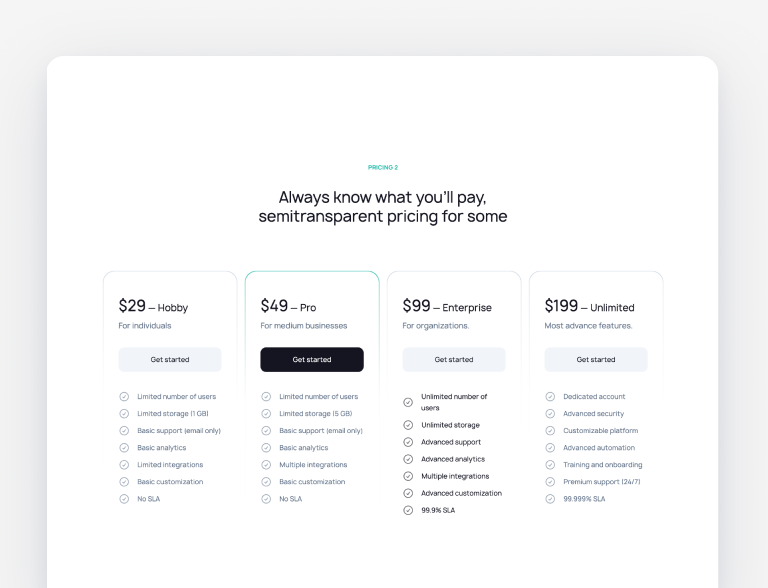 PRICING 2
Always know what you'll pay,
semitransparent pricing for some
$29 – Hobby
For individuals
Get started
Limited number of users
Limited storage (1 GB)
Basic support (email only)
Basic analytics
Limited integrations
Basic customization
No SLA
$49 – Pro
For medium businesses
Get started
Limited number of users
Limited storage (5 GB)
Basic support (email only)
Basic analytics
Multiple integrations
Basic customization
No SLA
$99 – Enterprise
For organizations.
Get started
Unlimited number of
users
Unlimited storage
Advanced support
Advanced analytics
Multiple integrations
Advanced customization
99.9% SLA
$199 – Unlimited
Most advance features.
Get started
Dedicated account
Advanced security
Customizable platform
Advanced automation
Training and onboarding
Premium support (24/7)
99.999% SLA